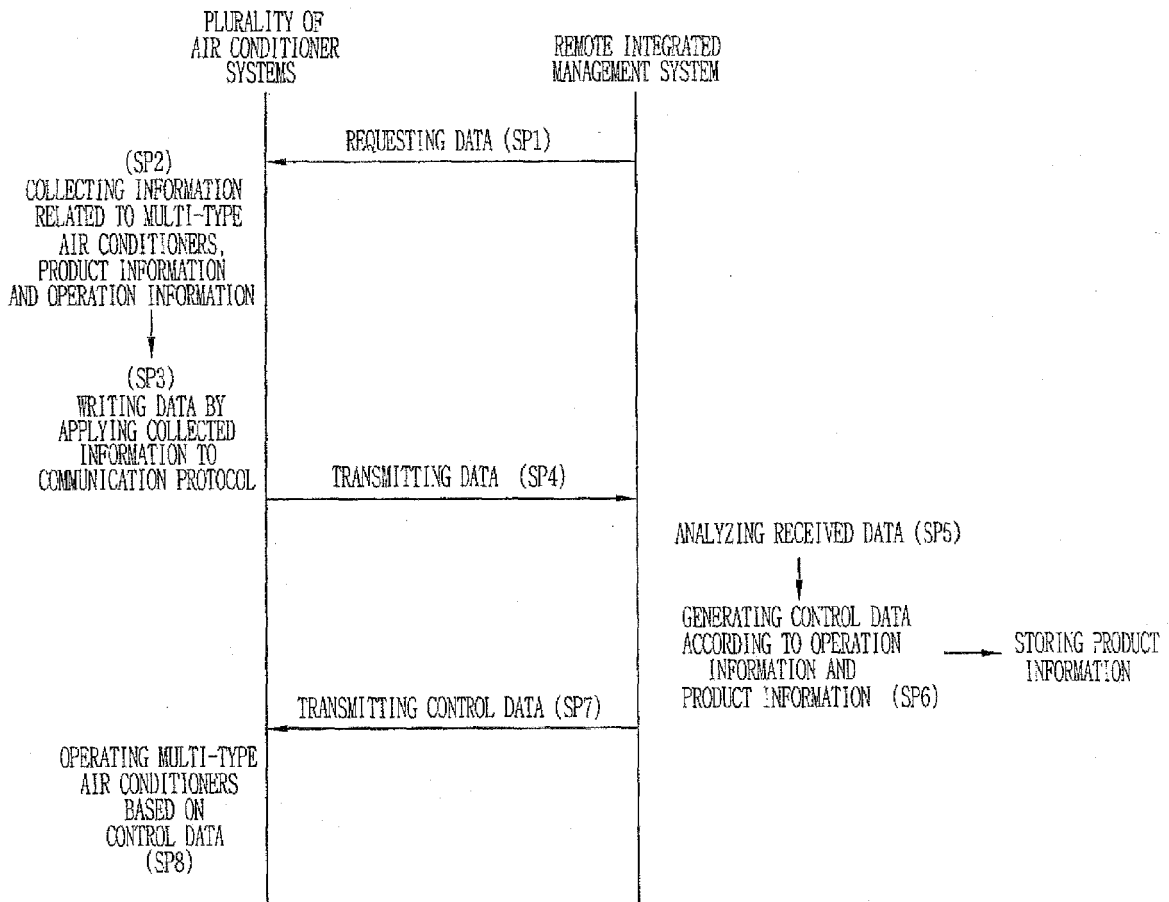 PLURALITY OF
AIR CONDITIONER
SYSTEMS
REMOTE INTEGRATED
MANAGEMENT SYSTEM
REQUESTING DATA (SP1)
(SP2)
COLLECTING INFORMATION
RELATED TO MULTI-TYPE
AIR CONDITIONERS,
PRODUCT INFORMATION
AND OPERATION INFORMATION
(SP3)
WRITING DATA BY
APPLYING COLLECTED
INFORMATION TO
COMMUNICATION PROTOCOL
TRANSMITTING DATA (SP4)
ANALYZING RECEIVED DATA (SP5)
GENERATING CONTROL DATA
ACCORDING TO OPERATION
INFORMATION AND
PRODUCT INFORMATION (SP6)
STORING PRODUCT
INFORMATION
TRANSMITTING CONTROL DATA (SP7)
OPERATING MULTI-TYPE
AIR CONDITIONERS
BASED ON
CONTROL DATA
(SP8)